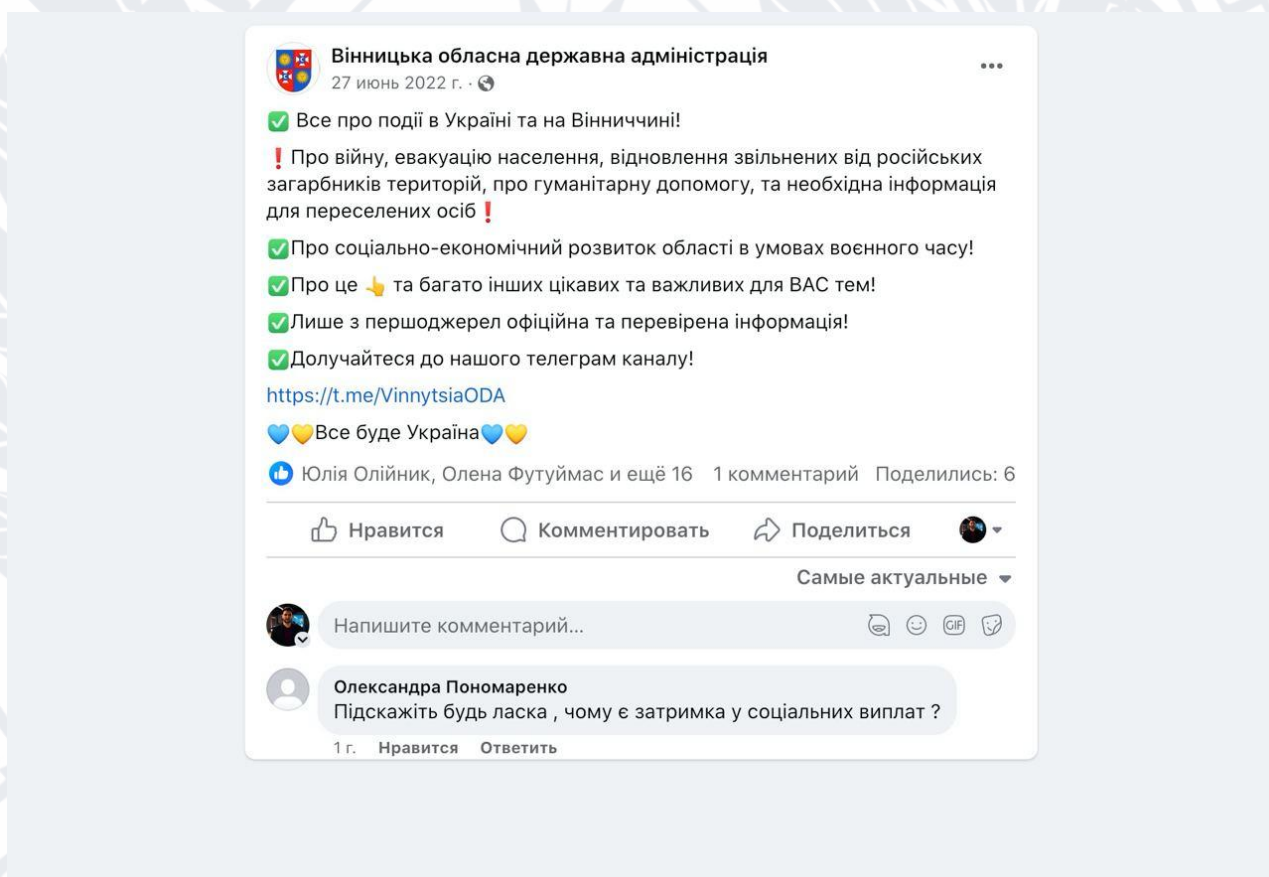 Вінницька обласна державна адміністрація
27 июнь 2022 г. ·
✅ Все про події в Україні та на Вінниччині!
❗Про війну, евакуацію населення, відновлення звільнених від російських
загарбників територій, про гуманітарну допомогу, та необхідна інформація
для переселених осіб❗
✅Про соціально-економічний розвиток області в умовах воєнного часу!
✅Про це 👆 та багато інших цікавих та важливих для ВАС тем!
✅Лише з першоджерел офіційна та перевірена інформація!
✅Долучайтеся до нашого телеграм каналу!
https://t.me/VinnytsiaODA
💙💛Все буде Україна💙💛
Юлія Олійник, Олена Футуймас и ещё 16 1 комментарий Поделились: 6
Нравится Комментировать Поделиться
Самые актуальные
Напишите комментарий...
GIF
Олександра Пономаренко
Підскажіть будь ласка , чому є затримка у соціальних виплат ?
1 г. Нравится Ответить